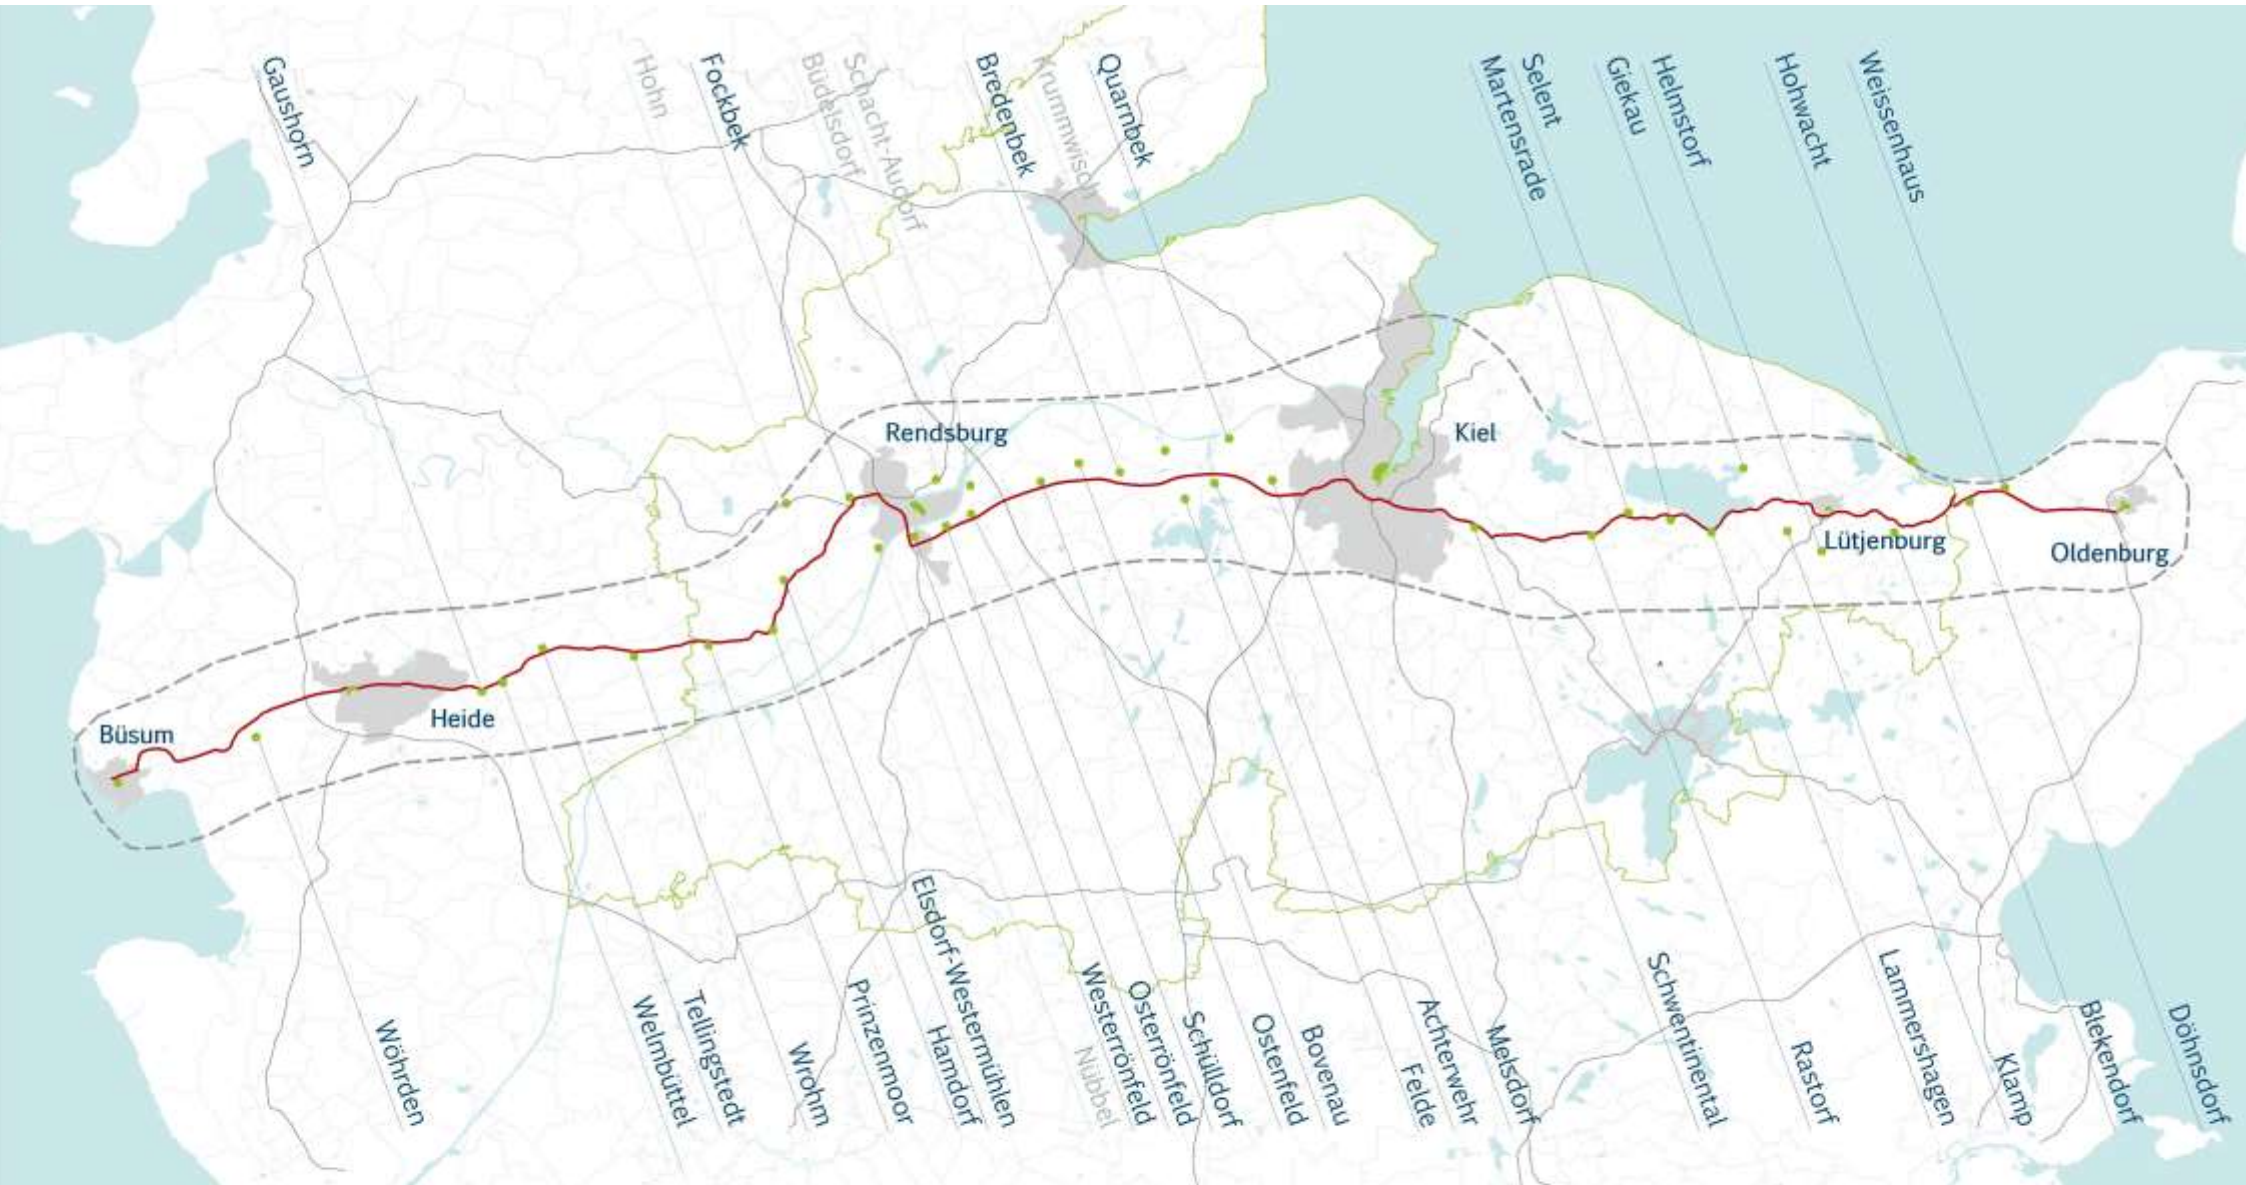 Gaushorn
Hohn
Fockbek
Büdelsdorf
Schacht-Audorf
Bredenbek
Krummwisch
Quarnbek
Martensrade
Selent
Giekau
Helmstorf
Hohwacht
Weissenhaus
Rendsburg
Kiel
Lütjenburg
Oldenburg
Büsum
Heide
Wöhrden
Welmbüttel
Tellingstedt
Wrohm
Prinzenmoor
Hamdorf
Elsdorf-Westermühlen
Nübbel
Westerrönfeld
Osterrönfeld
Schülldorf
Ostenfeld
Bovenau
Felde
Achterwehr
Melsdorf
Schwentinental
Rastorf
Lammershagen
Klamp
Blekendorf
Döhnsdorf